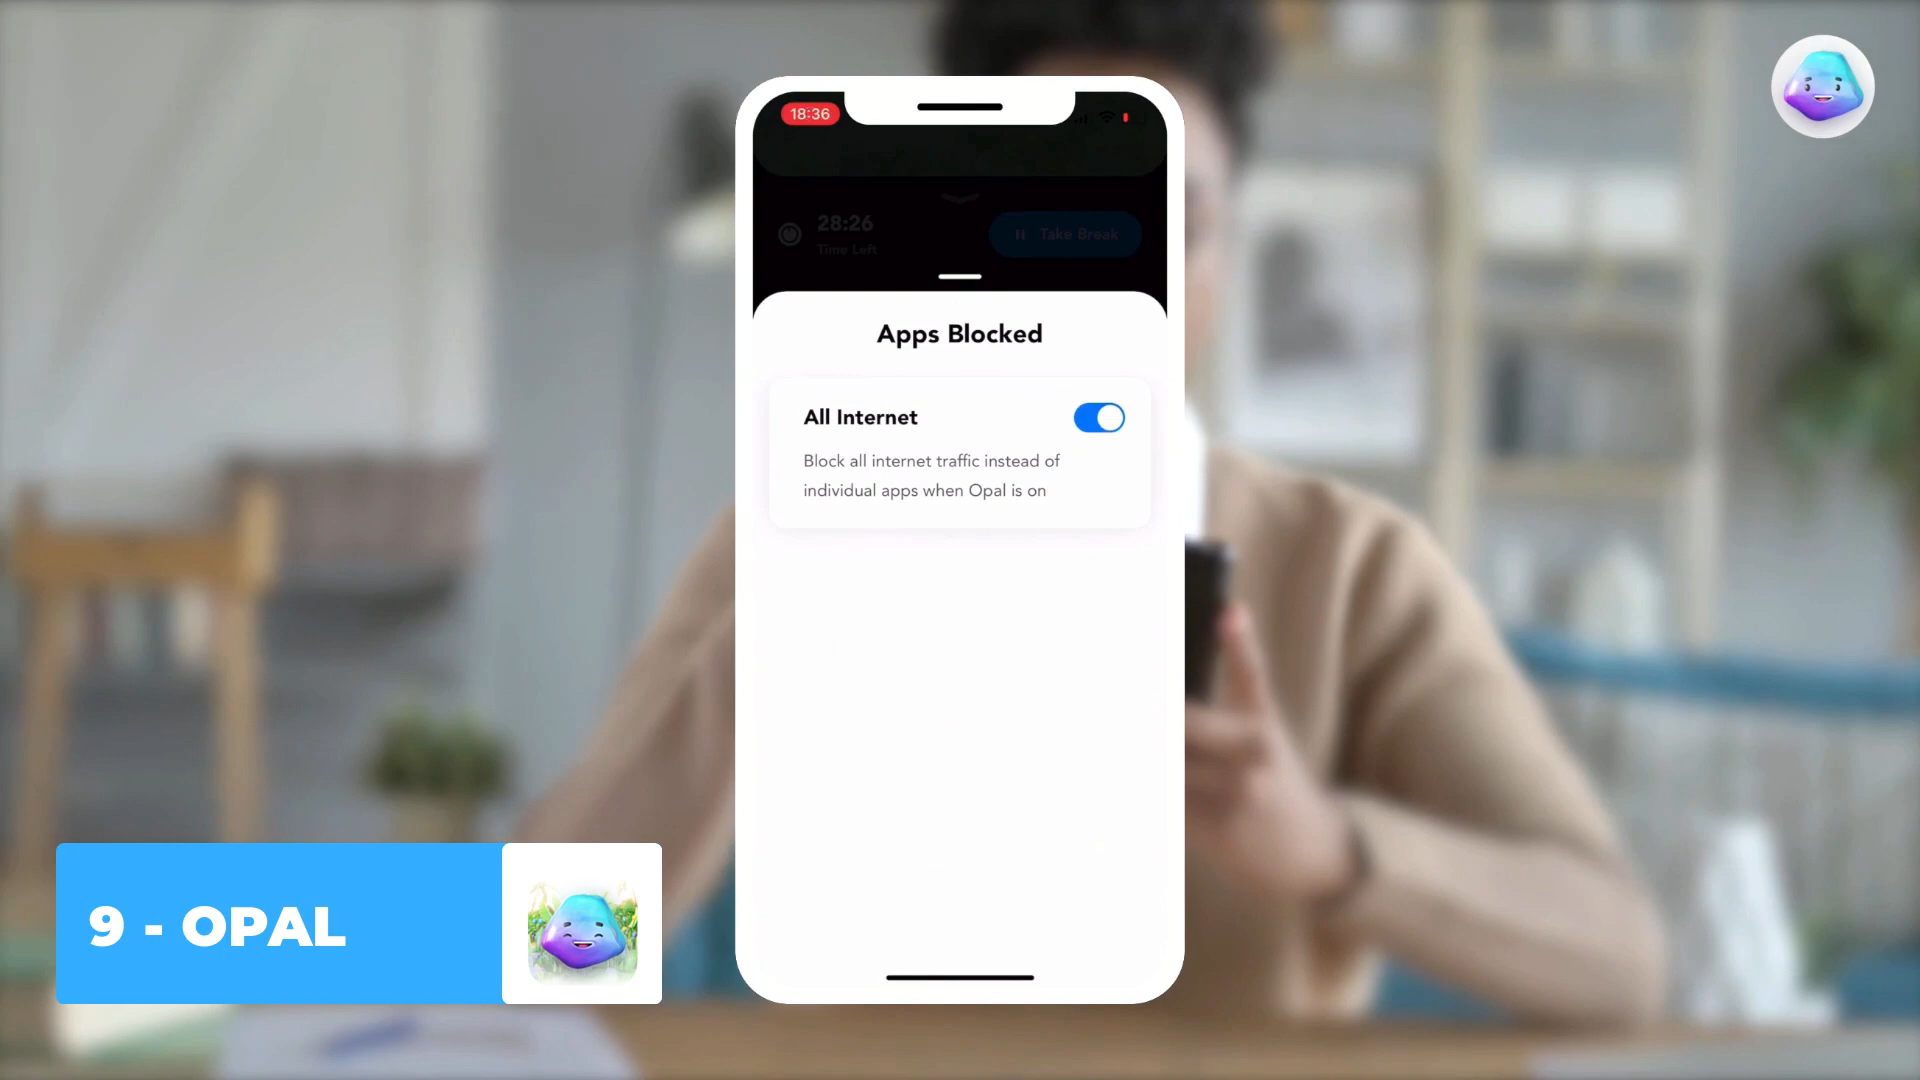 18:36
28:26
Time Left
Take Break
Apps Blocked
All Internet
Block all internet traffic instead of
individual apps when Opal is on
9 - OPAL